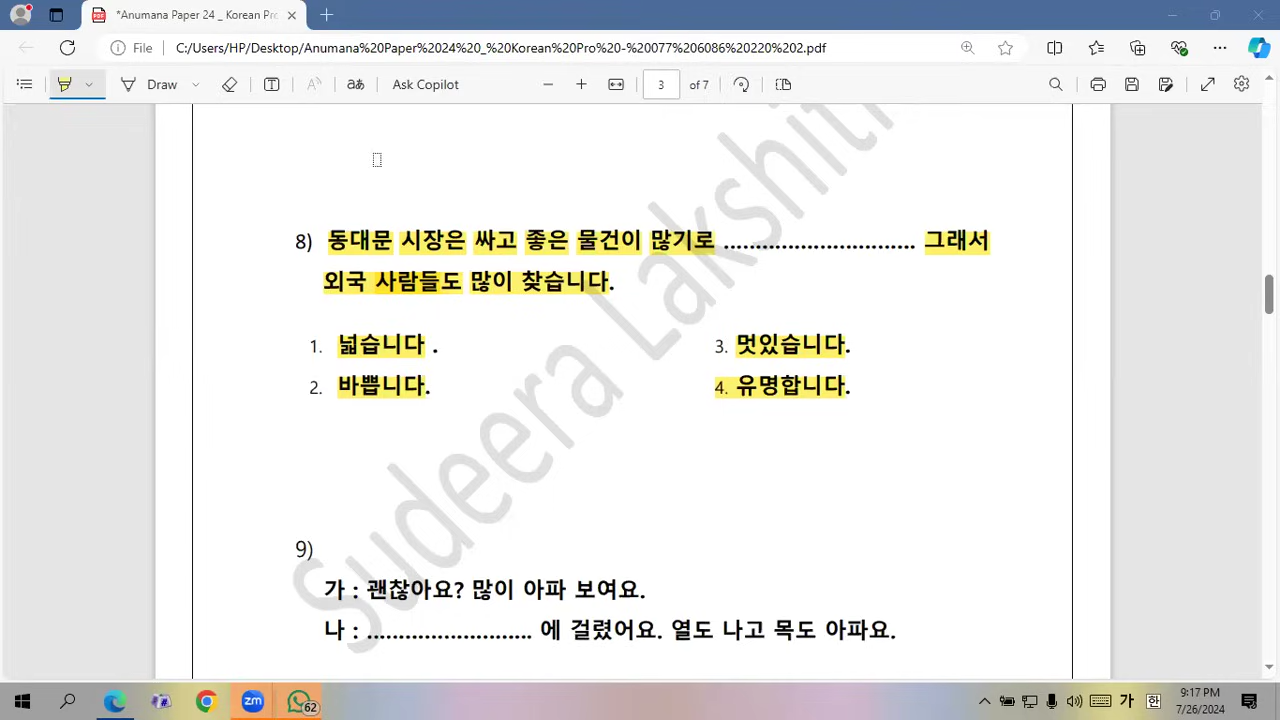 *Anumana Paper 24 _ Korean Pro
File
C:/Users/HP/Desktop/Anumana%20Paper%2024%20_%20Korean%20Pro%20-%20077%206086%20220%202.pdf
Draw
aあ
Ask Copilot
3
of 7
8) 동대문 시장은 싸고 좋은 물건이 많기로 .............................. 그래서
외국 사람들도 많이 찾습니다.
1. 넓습니다 .
3. 멋있습니다.
2. 바쁩니다.
4. 유명합니다.
9)
가 : 괜찮아요? 많이 아파 보여요.
나 : .......................... 에 걸렸어요. 열도 나고 목도 아파요.
zm
62
가
한
9:17 PM
7/26/2024